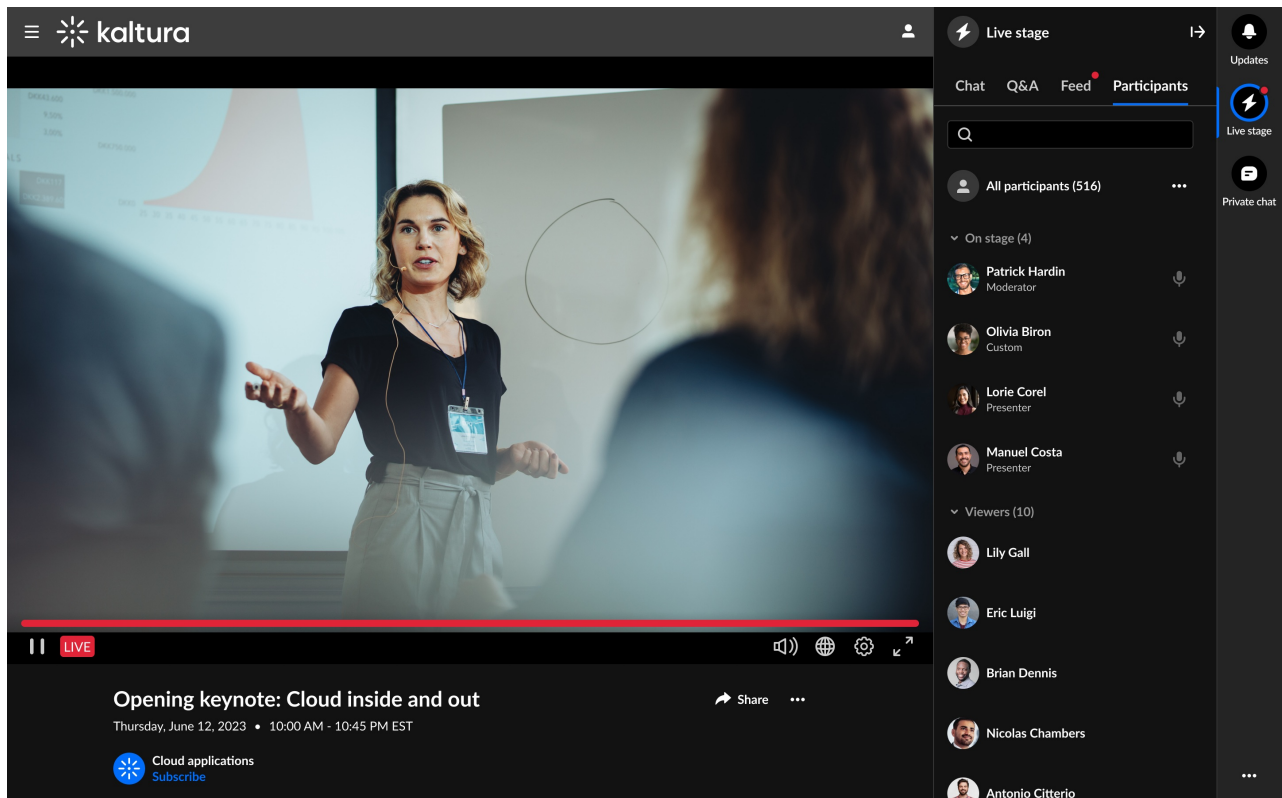 kaltura
Live stage
Updates
Chat Q&A Feed Participants
Live stage
All participants (516)
Private chat
On stage (4)
Patrick Hardin
Moderator
Olivia Biron
Custom
Lorie Corel
Presenter
Manuel Costa
Presenter
Viewers (10)
Lily Gall
Eric Luigi
Brian Dennis
Nicolas Chambers
Antonio Citterio
LIVE
Opening keynote: Cloud inside and out
Share
Thursday, June 12, 2023 • 10:00 AM - 10:45 PM EST
Cloud applications
Subscribe